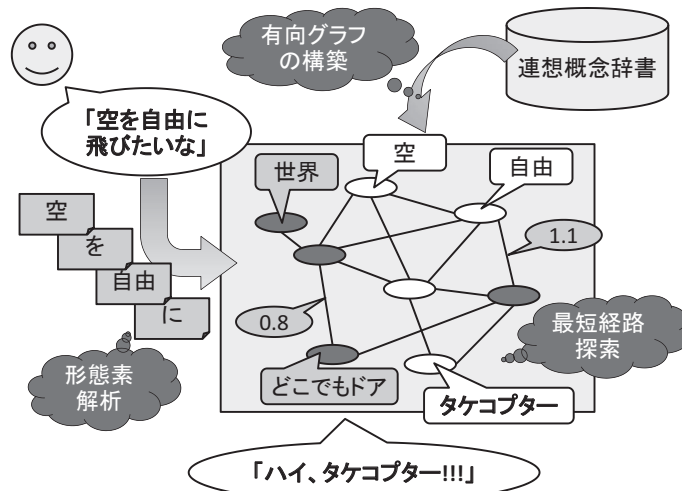 有向グラフ
の構築
連想概念辞書
「空を自由に
飛びたいな」
空
世界
自由
空
を
自由
に
1.1
0.8
最短経路
探索
形態素
解析
どこでもドア
タケコプター
「ハイ、タケコプター!!!」